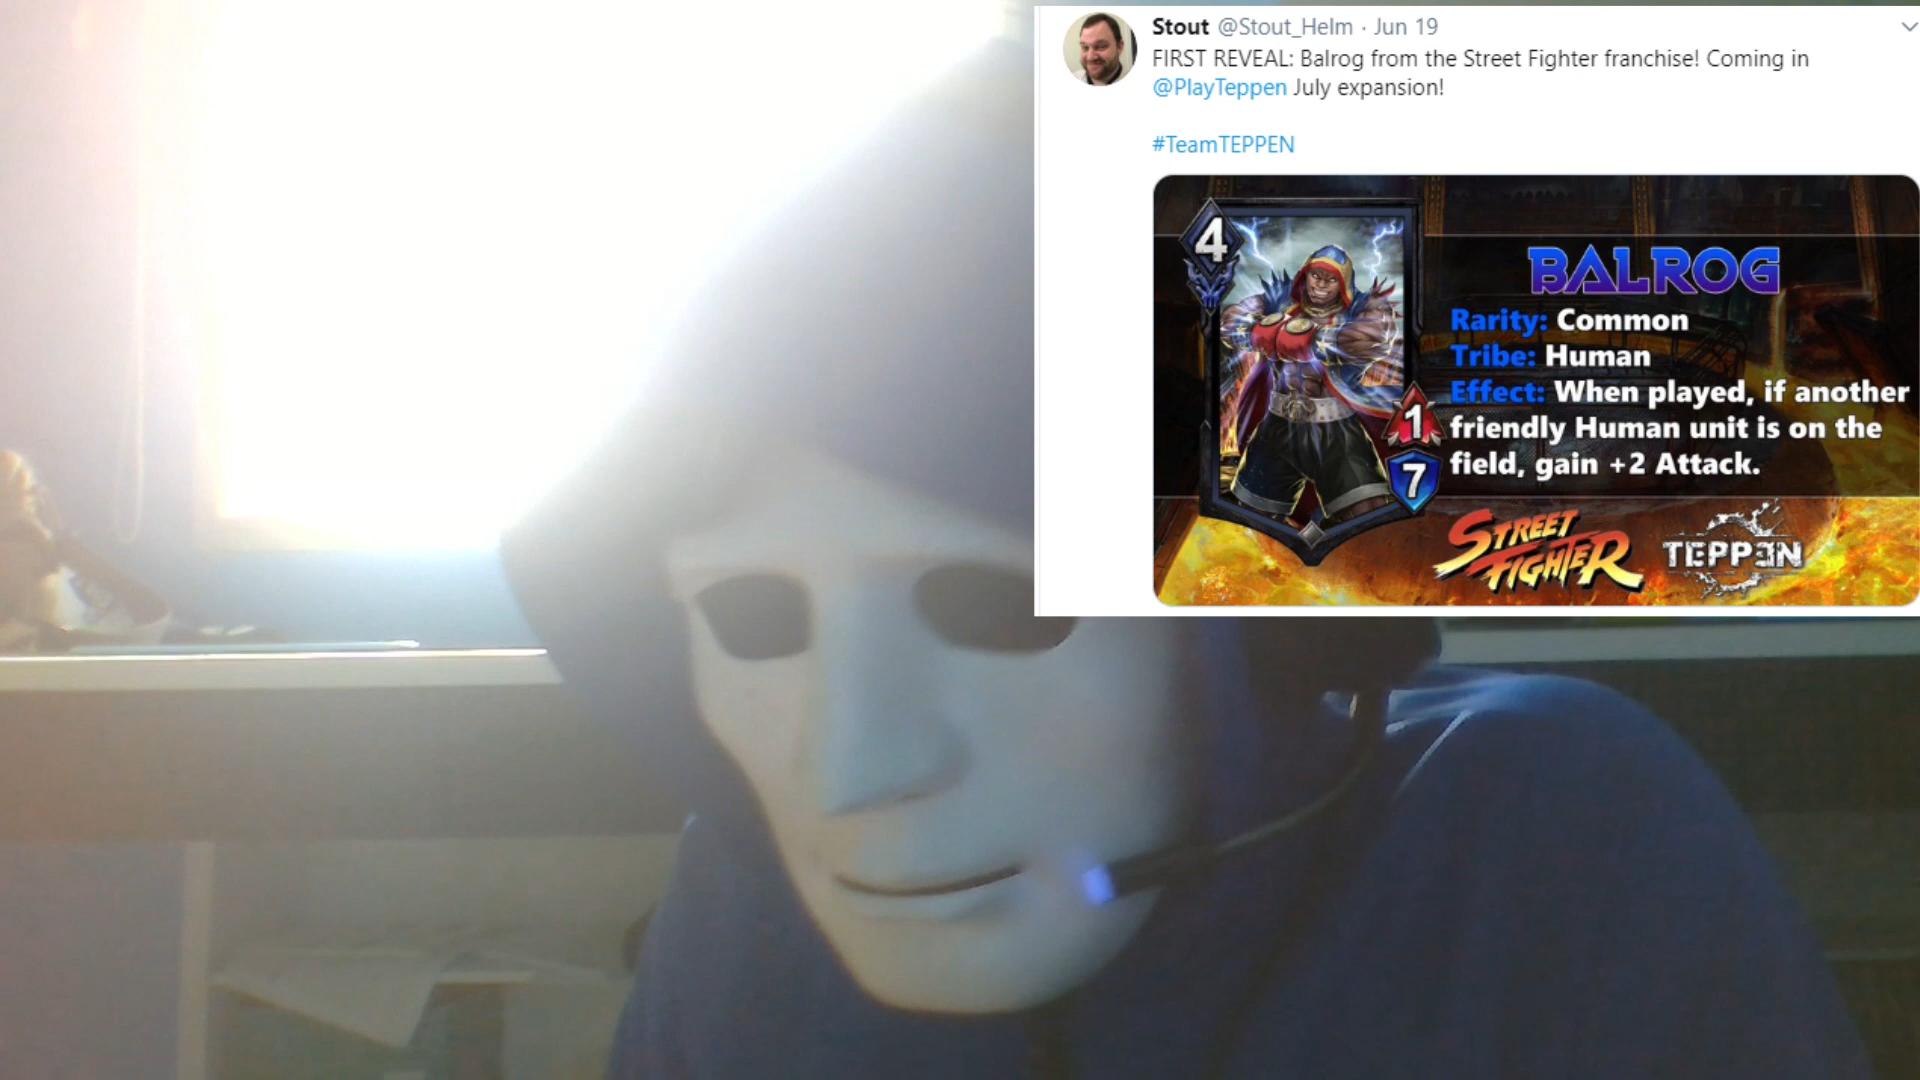 Stout @Stout_Helm · Jun 19
FIRST REVEAL: Balrog from the Street Fighter franchise! Coming in
@PlayTeppen July expansion!
#TeamTEPPEN
4
BALROG
Rarity: Common
Tribe: Human
Effect: When played, if another
friendly Human unit is on the
field, gain +2 Attack.
1
7
STREET
FIGHTER
TEPPEN